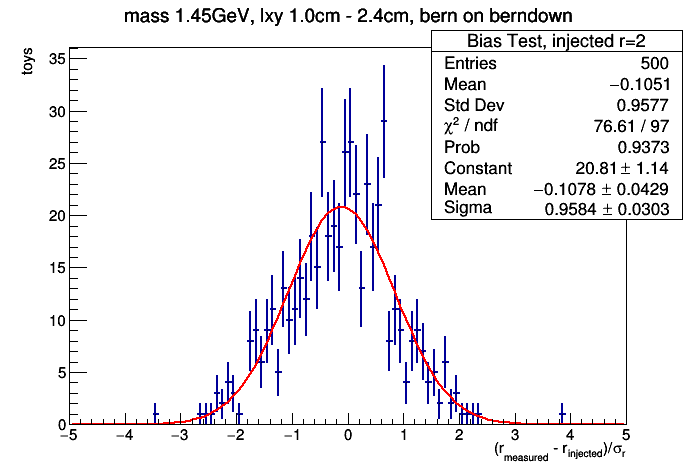 mass 1.45GeV, lxy 1.0cm - 2.4cm, bern on berndown
Bias Test, injected r=2
Entries 500
Mean −0.1051
Std Dev 0.9577
χ² / ndf 76.61 / 97
Prob 0.9373
Constant 20.81 ± 1.14
Mean −0.1078 ± 0.0429
Sigma 0.9584 ± 0.0303
toys
35
30
25
20
15
10
5
0
−5 −4 −3 −2 −1 0 1 2 3 4 5
(r_measured - r_injected)/σ_r